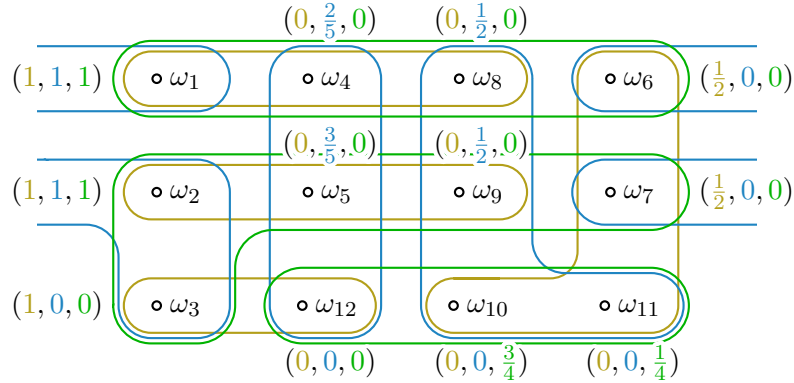 (0, 2/5, 0) (0, 1/2, 0)
(1, 1, 1) ω₁ ω₄ ω₈ ω₆ (1/2, 0, 0)
(0, 3/5, 0) (0, 1/2, 0)
(1, 1, 1) ω₂ ω₅ ω₉ ω₇ (1/2, 0, 0)
(1, 0, 0) ω₃ ω₁₂ ω₁₀ ω₁₁
(0, 0, 0) (0, 0, 3/4) (0, 0, 1/4)